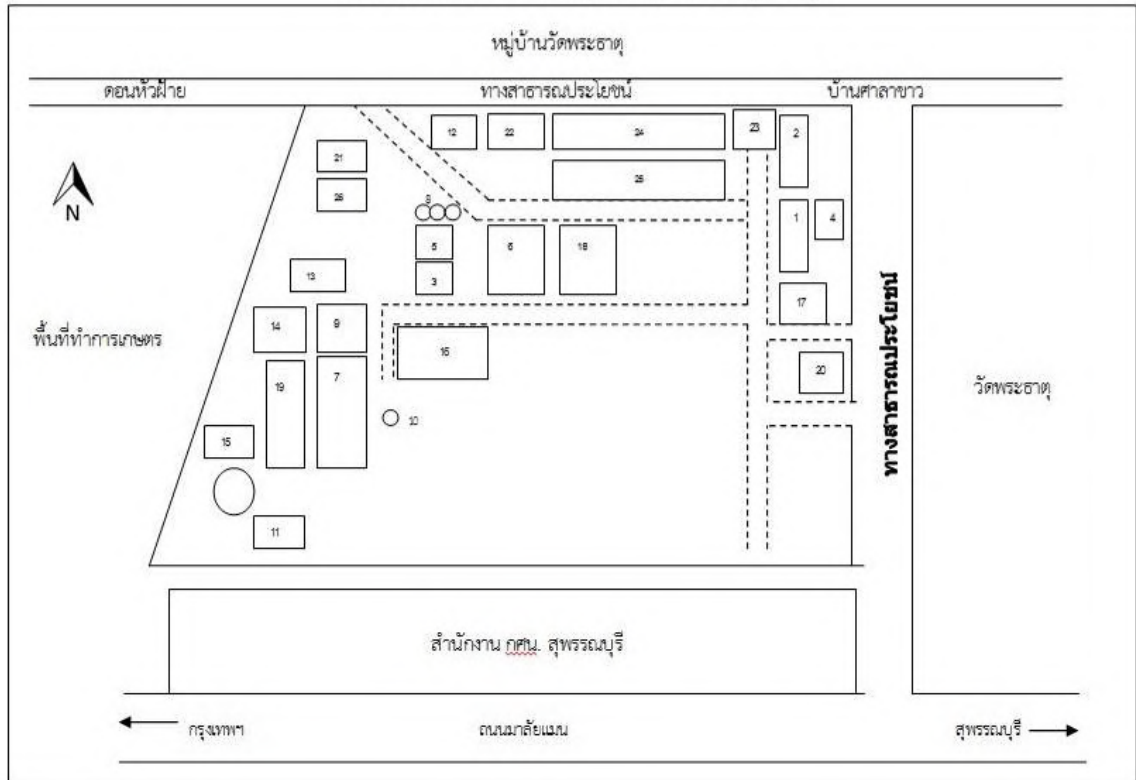 หมู่บ้านวัดพระธาตุ
ดอนหัวฝ้าย ทางสาธารณประโยชน์ บ้านศาลาขาว
12 22 24 23 2
21
25
26
8
1 4
5 6 18
13 3
17
14 9
พื้นที่ทำการเกษตร
16
19 7 20
ทางสาธารณประโยชน์
วัดพระธาตุ
10
15
11
N
สำนักงาน กศน. สุพรรณบุรี
กรุงเทพฯ ถนนมาลัยแมน สุพรรณบุรี